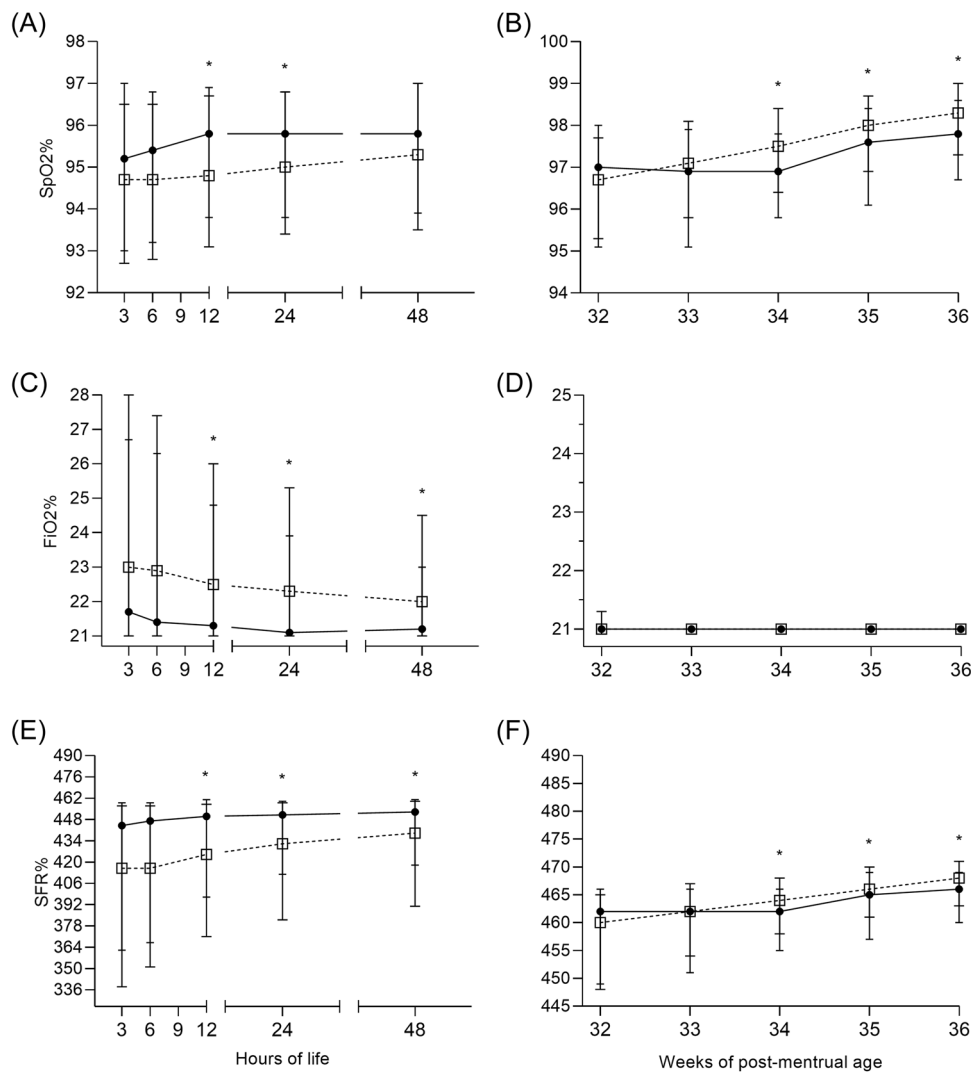 (A)
98
97
96
95
94
93
92
SpO2%
* *
3 6 9 12 24 48
(B)
100
99
98
97
96
95
94
* * *
32 33 34 35 36
(C)
28
27
26
25
24
23
22
21
FiO2%
* * *
3 6 9 12 24 48
(D)
25
24
23
22
21
32 33 34 35 36
(E)
490
476
462
448
434
420
406
392
378
364
350
336
SFR%
* * *
3 6 9 12 24 48
Hours of life
(F)
490
485
480
475
470
465
460
455
450
445
* * *
32 33 34 35 36
Weeks of post-mentrual age